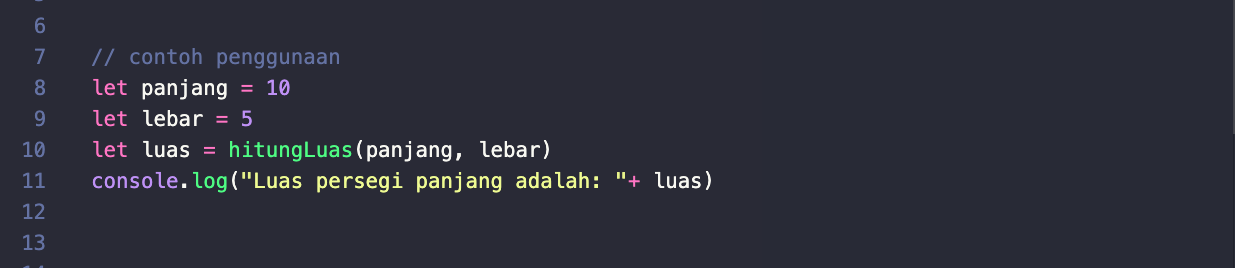 6
7 // contoh penggunaan
8 let panjang = 10
9 let lebar = 5
10 let luas = hitungLuas(panjang, lebar)
11 console.log("Luas persegi panjang adalah: "+ luas)
12
13